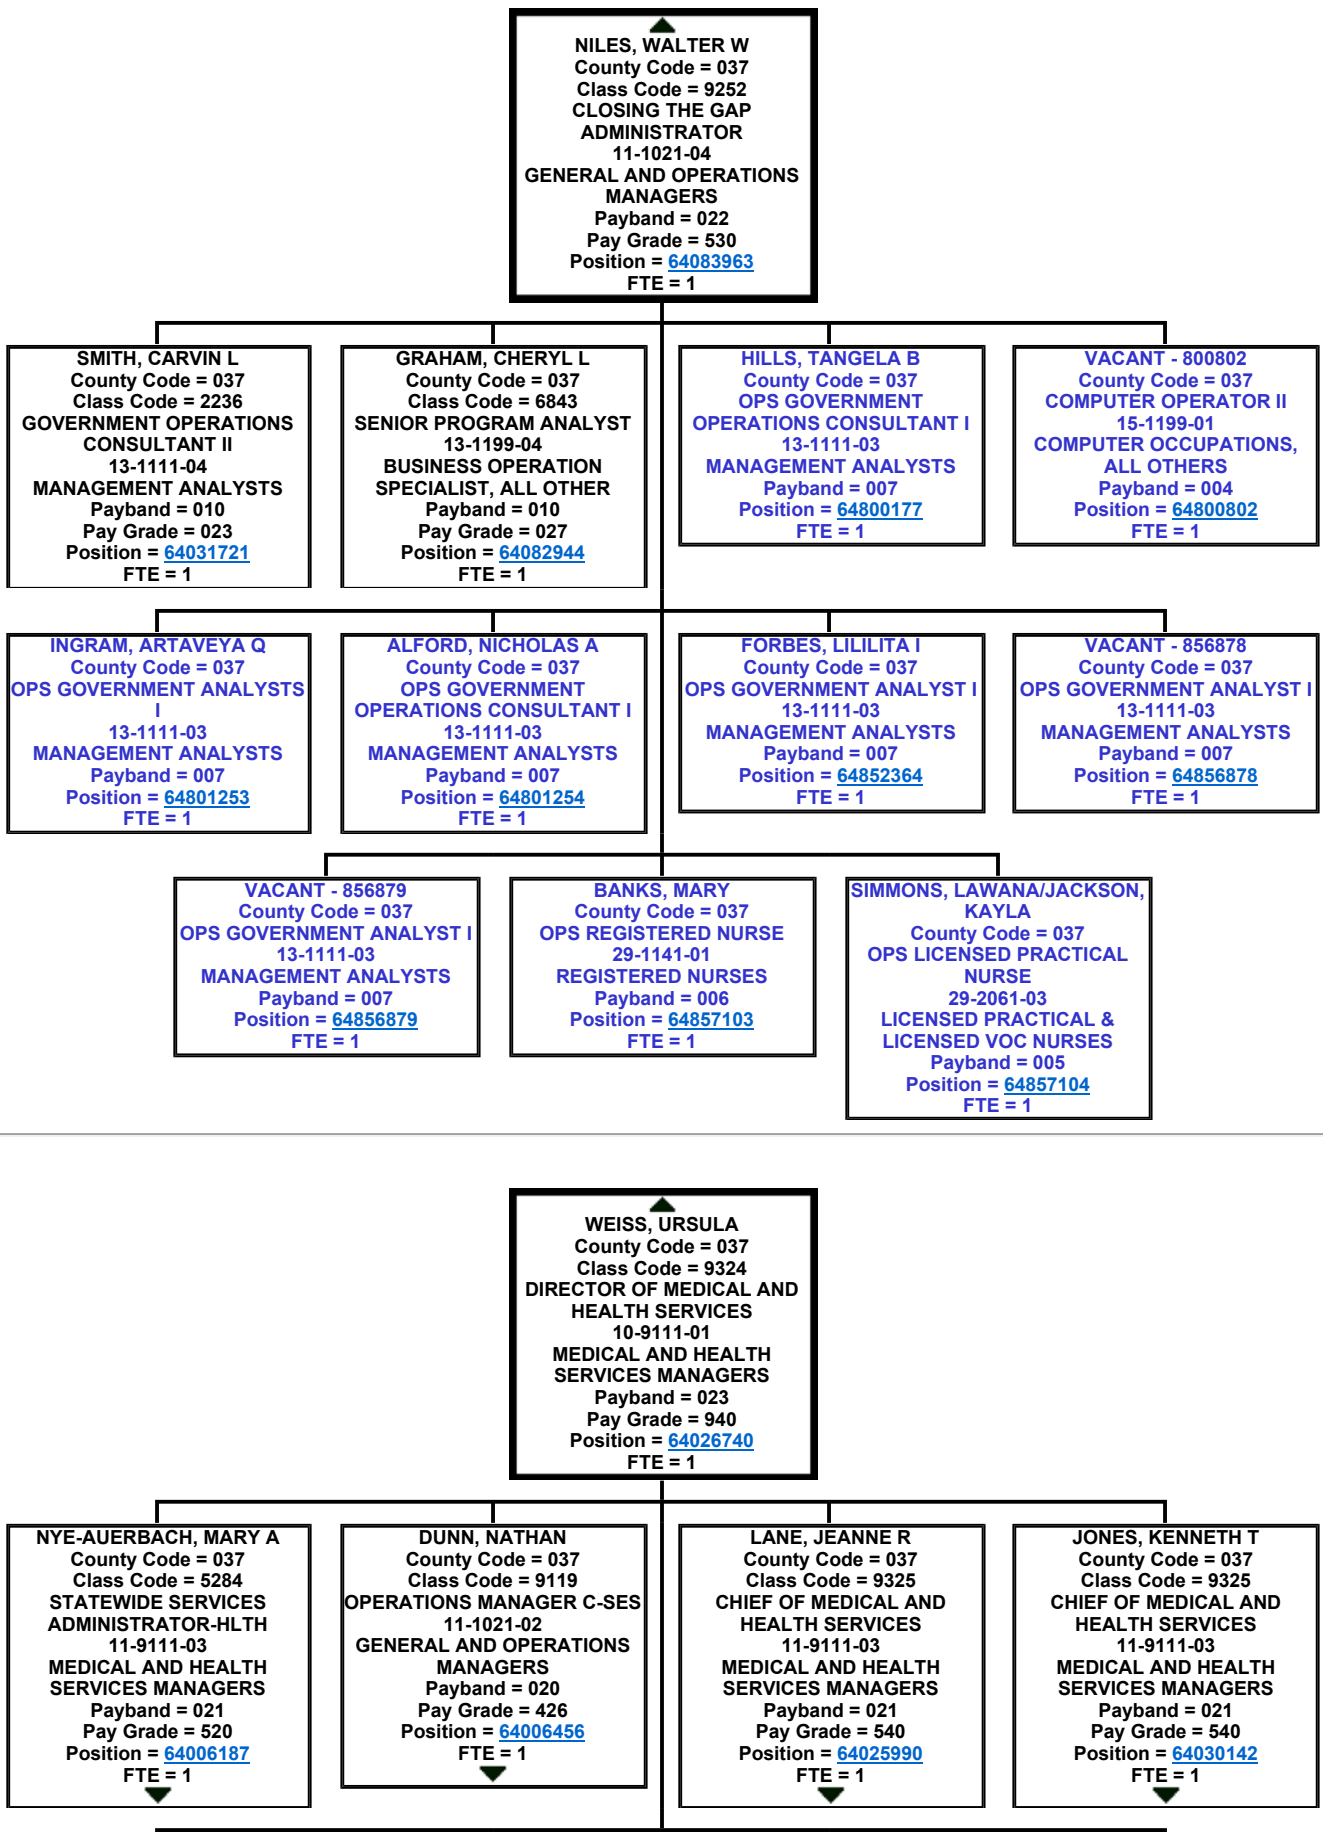 NILES, WALTER W
County Code = 037
Class Code = 9252
CLOSING THE GAP
ADMINISTRATOR
11-1021-04
GENERAL AND OPERATIONS
MANAGERS
Payband = 022
Pay Grade = 530
Position = 64083963
FTE = 1
SMITH, CARVIN L
County Code = 037
Class Code = 2236
GOVERNMENT OPERATIONS
CONSULTANT II
13-1111-04
MANAGEMENT ANALYSTS
Payband = 010
Pay Grade = 023
Position = 64031721
FTE = 1
GRAHAM, CHERYL L
County Code = 037
Class Code = 6843
SENIOR PROGRAM ANALYST
13-1199-04
BUSINESS OPERATION
SPECIALIST, ALL OTHER
Payband = 010
Pay Grade = 027
Position = 64082944
FTE = 1
HILLS, TANGELA B
County Code = 037
OPS GOVERNMENT
OPERATIONS CONSULTANT I
13-1111-03
MANAGEMENT ANALYSTS
Payband = 007
Position = 64800177
FTE = 1
VACANT - 800802
County Code = 037
COMPUTER OPERATOR II
15-1199-01
COMPUTER OCCUPATIONS,
ALL OTHERS
Payband = 004
Position = 64800802
FTE = 1
INGRAM, ARTAVEYA Q
County Code = 037
OPS GOVERNMENT ANALYSTS
I
13-1111-03
MANAGEMENT ANALYSTS
Payband = 007
Position = 64801253
FTE = 1
ALFORD, NICHOLAS A
County Code = 037
OPS GOVERNMENT
OPERATIONS CONSULTANT I
13-1111-03
MANAGEMENT ANALYSTS
Payband = 007
Position = 64801254
FTE = 1
FORBES, LILILITA I
County Code = 037
OPS GOVERNMENT ANALYST I
13-1111-03
MANAGEMENT ANALYSTS
Payband = 007
Position = 64852364
FTE = 1
VACANT - 856878
County Code = 037
OPS GOVERNMENT ANALYST I
13-1111-03
MANAGEMENT ANALYSTS
Payband = 007
Position = 64856878
FTE = 1
VACANT - 856879
County Code = 037
OPS GOVERNMENT ANALYST I
13-1111-03
MANAGEMENT ANALYSTS
Payband = 007
Position = 64856879
FTE = 1
BANKS, MARY
County Code = 037
OPS REGISTERED NURSE
29-1141-01
REGISTERED NURSES
Payband = 006
Position = 64857103
FTE = 1
SIMMONS, LAWANA/JACKSON,
KAYLA
County Code = 037
OPS LICENSED PRACTICAL
NURSE
29-2061-03
LICENSED PRACTICAL &
LICENSED VOC NURSES
Payband = 005
Position = 64857104
FTE = 1
WEISS, URSULA
County Code = 037
Class Code = 9324
DIRECTOR OF MEDICAL AND
HEALTH SERVICES
10-9111-01
MEDICAL AND HEALTH
SERVICES MANAGERS
Payband = 023
Pay Grade = 940
Position = 64026740
FTE = 1
NYE-AUERBACH, MARY A
County Code = 037
Class Code = 5284
STATEWIDE SERVICES
ADMINISTRATOR-HLTH
11-9111-03
MEDICAL AND HEALTH
SERVICES MANAGERS
Payband = 021
Pay Grade = 520
Position = 64006187
FTE = 1
DUNN, NATHAN
County Code = 037
Class Code = 9119
OPERATIONS MANAGER C-SES
11-1021-02
GENERAL AND OPERATIONS
MANAGERS
Payband = 020
Pay Grade = 426
Position = 64006456
FTE = 1
LANE, JEANNE R
County Code = 037
Class Code = 9325
CHIEF OF MEDICAL AND
HEALTH SERVICES
11-9111-03
MEDICAL AND HEALTH
SERVICES MANAGERS
Payband = 021
Pay Grade = 540
Position = 64025990
FTE = 1
JONES, KENNETH T
County Code = 037
Class Code = 9325
CHIEF OF MEDICAL AND
HEALTH SERVICES
11-9111-03
MEDICAL AND HEALTH
SERVICES MANAGERS
Payband = 021
Pay Grade = 540
Position = 64030142
FTE = 1